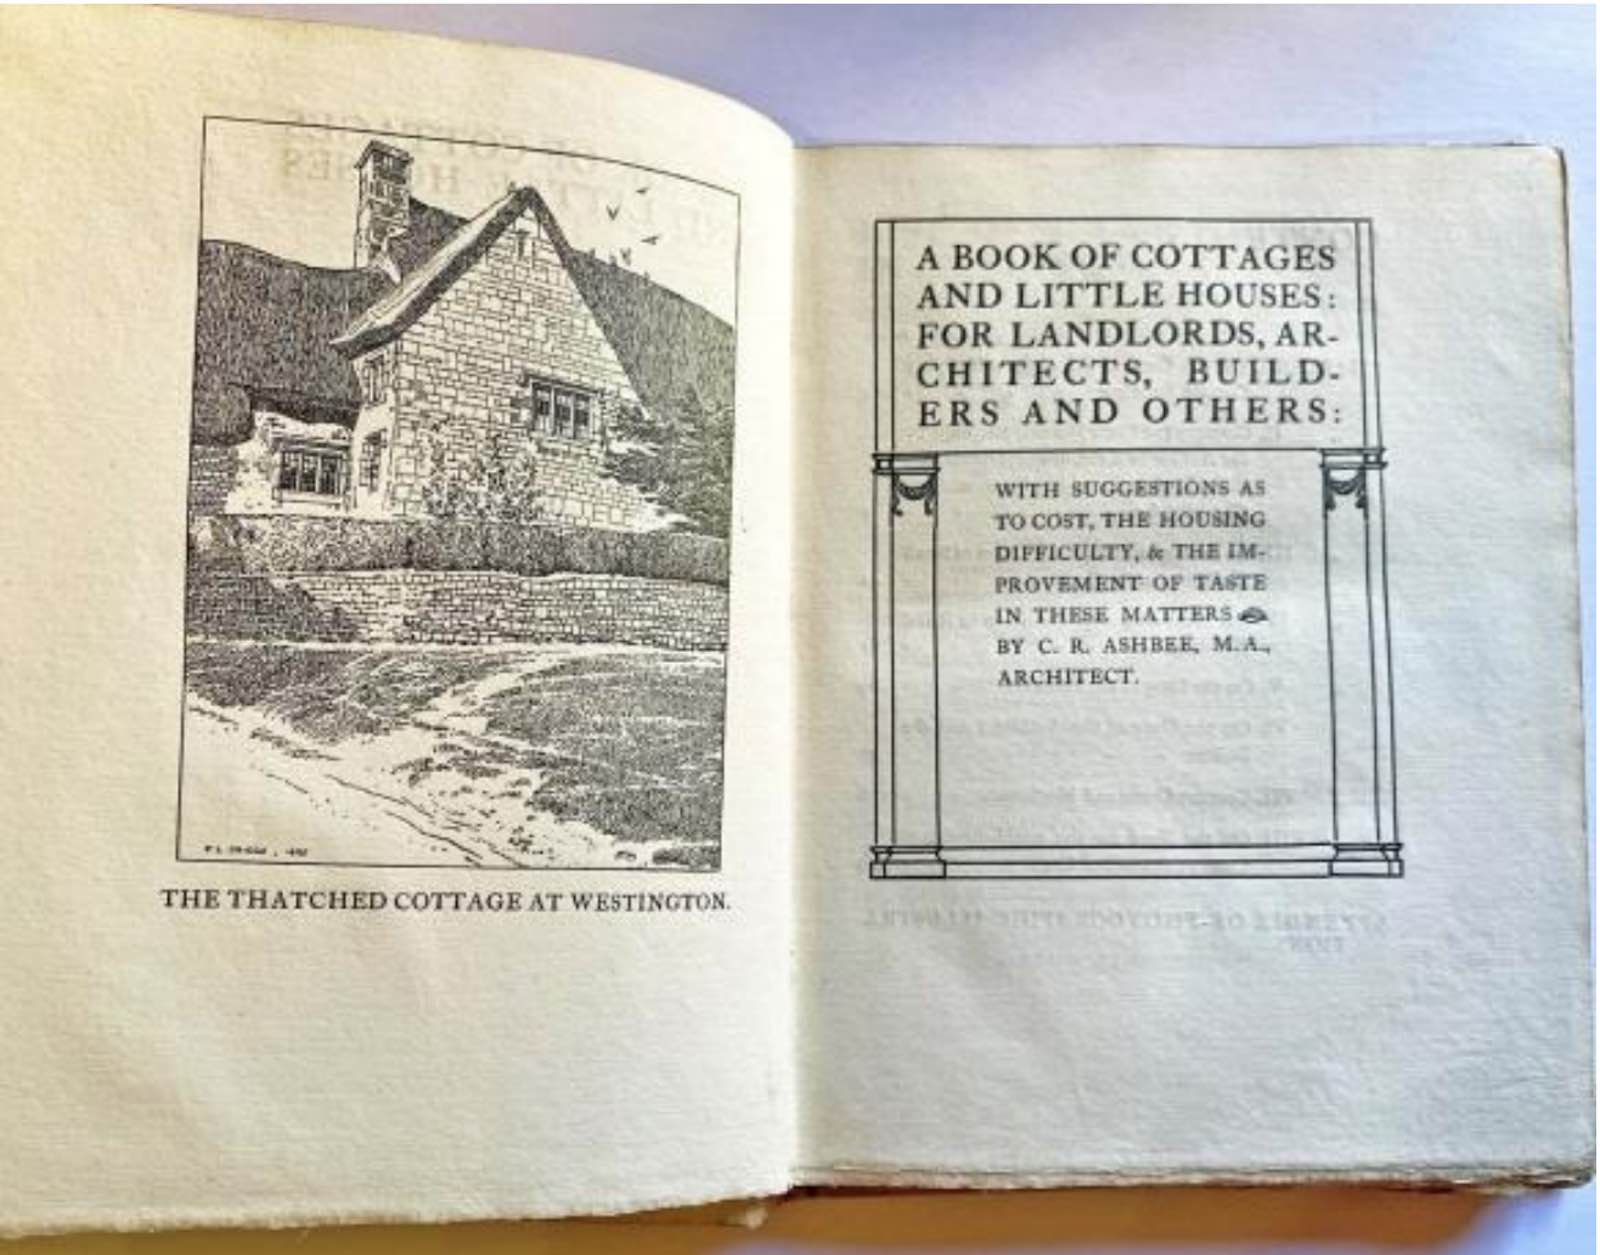 THE THATCHED COTTAGE AT WESTINGTON.
A BOOK OF COTTAGES
AND LITTLE HOUSES:
FOR LANDLORDS, AR-
CHITECTS, BUILD-
ERS AND OTHERS:
WITH SUGGESTIONS AS
TO COST, THE HOUSING
DIFFICULTY, & THE IM-
PROVEMENT OF TASTE
IN THESE MATTERS
BY C. R. ASHBEE, M.A.,
ARCHITECT.